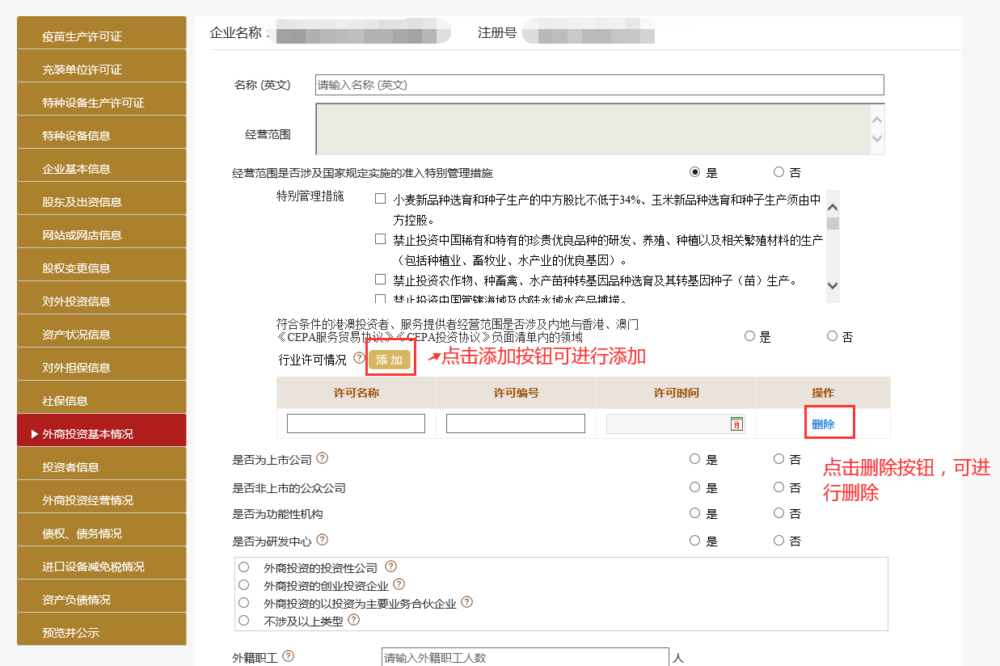 疫苗生产许可证
充装单位许可证
特种设备生产许可证
特种设备信息
企业基本信息
股东及出资信息
网站或网店信息
股权变更信息
对外投资信息
资产状况信息
对外担保信息
社保信息
外商投资基本情况
投资者信息
外商投资经营情况
债权、债务情况
进口设备减免税情况
资产负债情况
预览并公示
企业名称： 注册号
名称 (英文) 请输入名称 (英文)
经营范围
经营范围是否涉及国家规定实施的准入特别管理措施 是 否
特别管理措施
小麦新品种选育和种子生产的中方股比不低于34%、玉米新品种选育和种子生产须由中
方控股。
禁止投资中国稀有和特有的珍贵优良品种的研发、养殖、种植以及相关繁殖材料的生产
（包括种植业、畜牧业、水产业的优良基因）。
禁止投资农作物、种畜禽、水产苗种转基因品种选育及其转基因种子（苗）生产。
禁止投资中国管辖海域及内陆水域水产品捕捞。
符合条件的港澳投资者、服务提供者经营范围是否涉及内地与香港、澳门
《CEPA服务贸易协议》《CEPA投资协议》负面清单内的领域 是 否
行业许可情况 ? 添 加 点击添加按钮可进行添加
许可名称 许可编号 许可时间 操作
19 删除
点击删除按钮，可进
行删除
是否为上市公司 ? 是 否
是否非上市的公众公司 是 否
是否为功能性机构 是 否
是否为研发中心 ? 是 否
外商投资的投资性公司 ?
外商投资的创业投资企业 ?
外商投资的以投资为主要业务合伙企业 ?
不涉及以上类型 ?
外籍职工 ? 请输入外籍职工人数 人